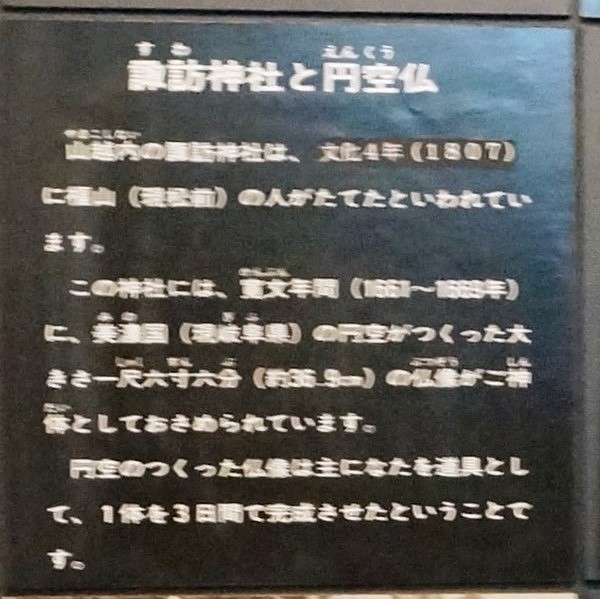 諏訪神社と円空仏
山越内の諏訪神社は、文化4年(1807)
に福山(現松前)の人がたてたといわれてい
ます。
この神社には、寛文年間(1661～1669年)
に、美濃国(現岐阜県)の円空がつくった大
きさ一尺六寸六分(約35.9㎝)の仏像がご神
体としておさめられています。
円空のつくった仏像は主になたを道具とし
て、1体を3日間で完成させたということで
す。